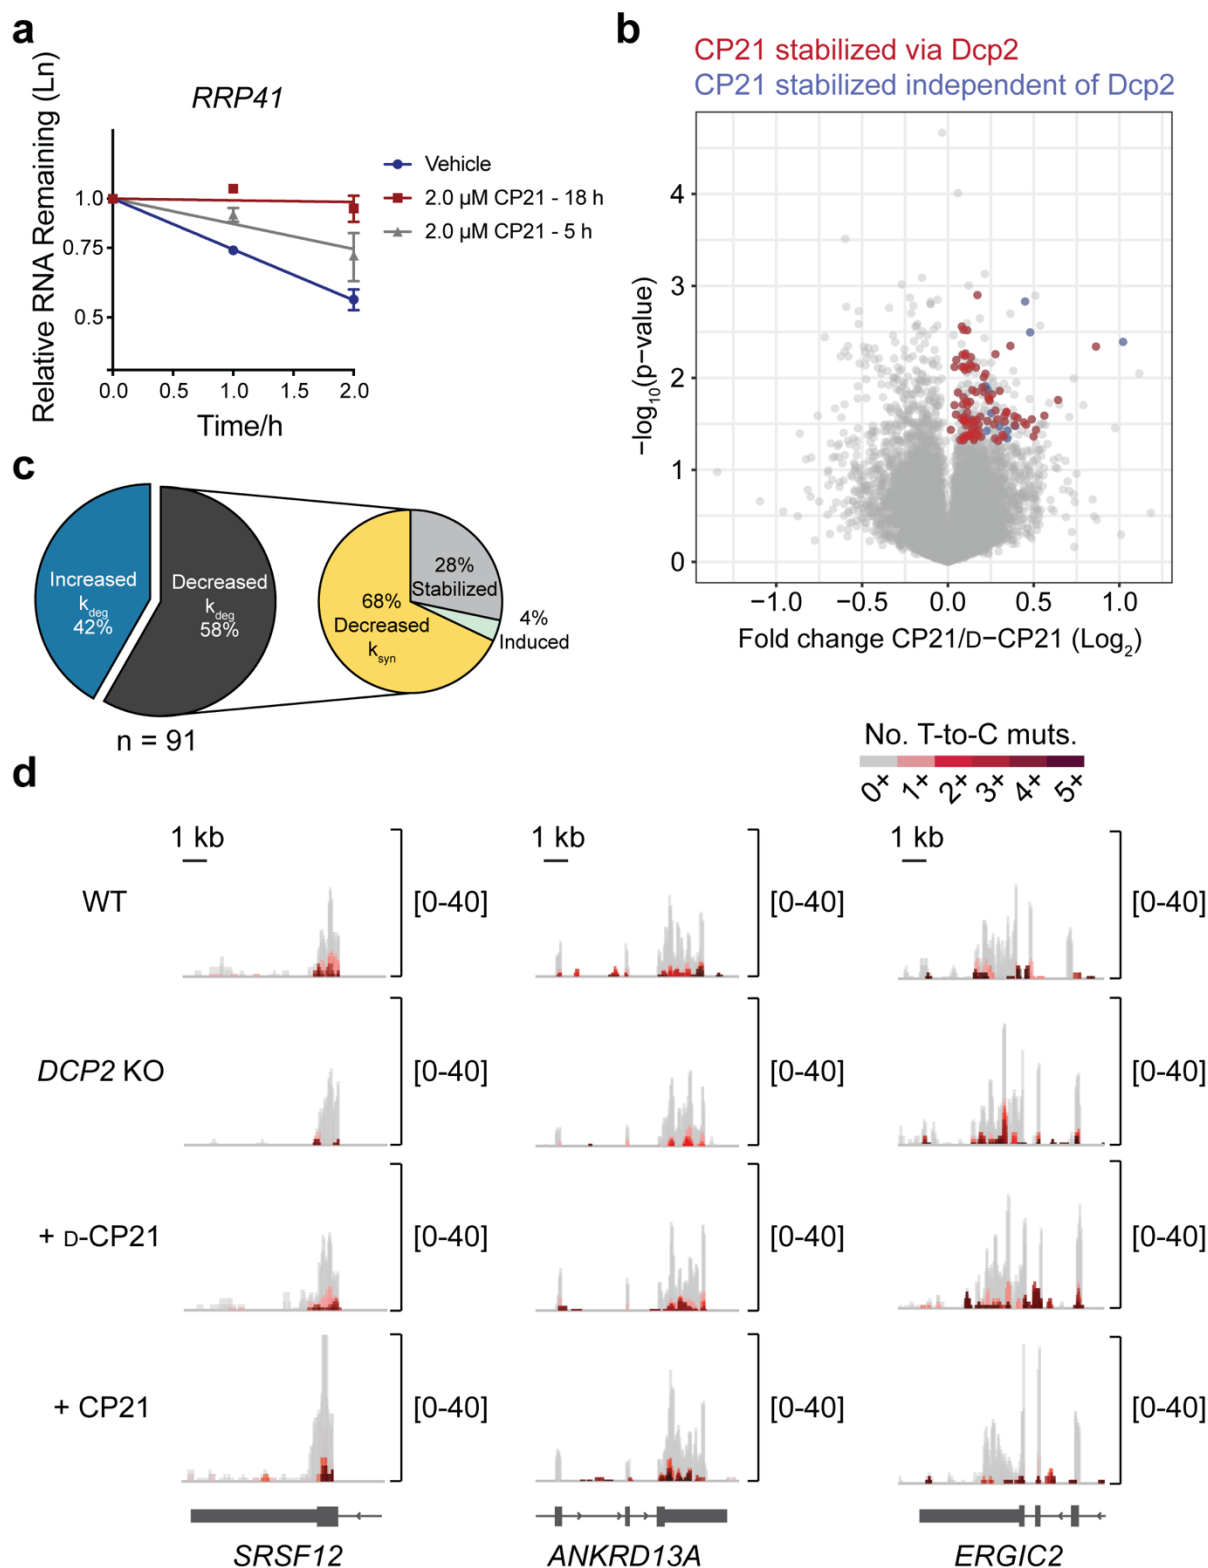 a
RRP41
Relative RNA Remaining (Ln)
1.0
0.75
0.5
0.0
0.5
1.0
1.5
2.0
Time/h
Vehicle
2.0 µM CP21 - 18 h
2.0 µM CP21 - 5 h
b
CP21 stabilized via Dcp2
CP21 stabilized independent of Dcp2
−log10(p−value)
4
3
2
1
0
−1.0
−0.5
0.0
0.5
1.0
Fold change CP21/D−CP21 (Log2)
c
Increased
kdeg
42%
Decreased
kdeg
58%
n = 91
28%
Stabilized
68%
Decreased
ksyn
4%
Induced
d
No. T-to-C muts.
0+
1+
2+
3+
4+
5+
1 kb
1 kb
1 kb
WT
[0-40]
[0-40]
[0-40]
DCP2 KO
[0-40]
[0-40]
[0-40]
+ D-CP21
[0-40]
[0-40]
[0-40]
+ CP21
[0-40]
[0-40]
[0-40]
SRSF12
ANKRD13A
ERGIC2